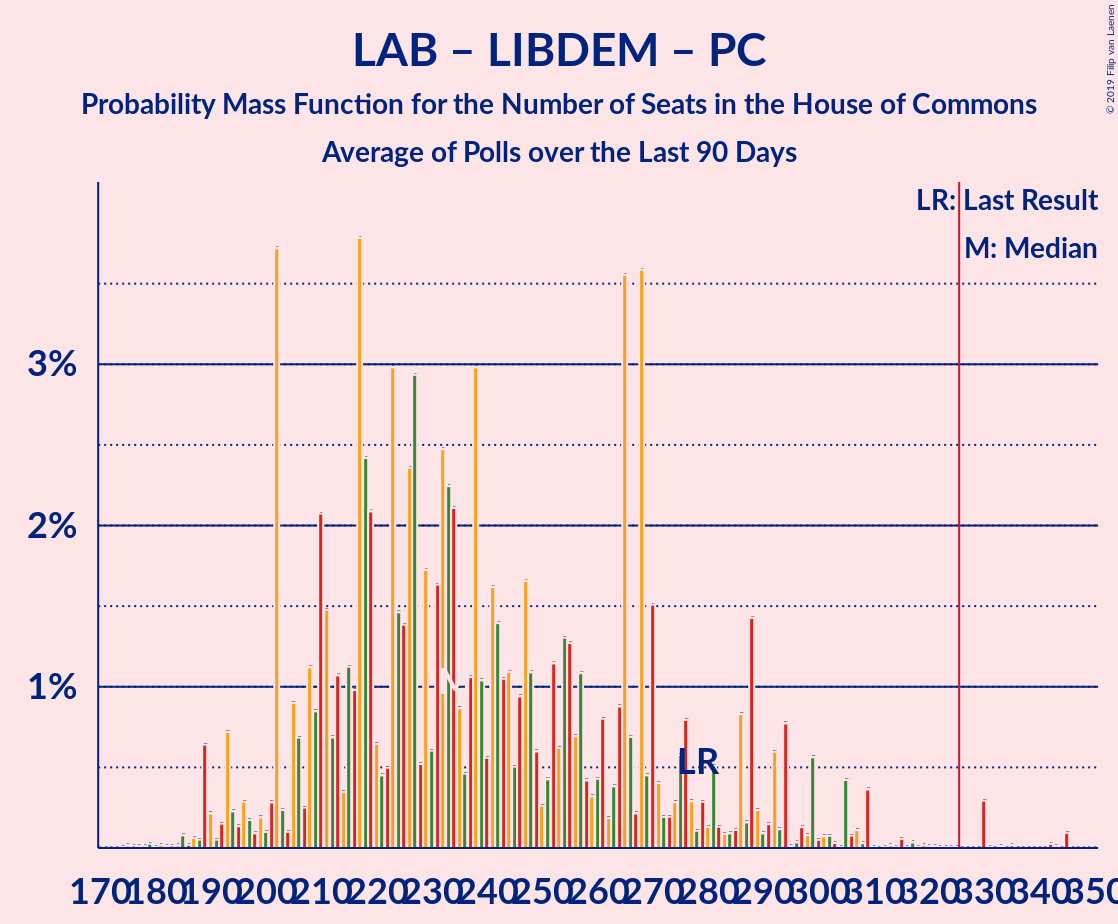 LAB – LIBDEM – PC
Probability Mass Function for the Number of Seats in the House of Commons
Average of Polls over the Last 90 Days
© 2019 Filip van Laenen
LR: Last Result
M: Median
3%
2%
1%
LR
170 180 190 200 210 220 230 240 250 260 270 280 290 300 310 320 330 340 350